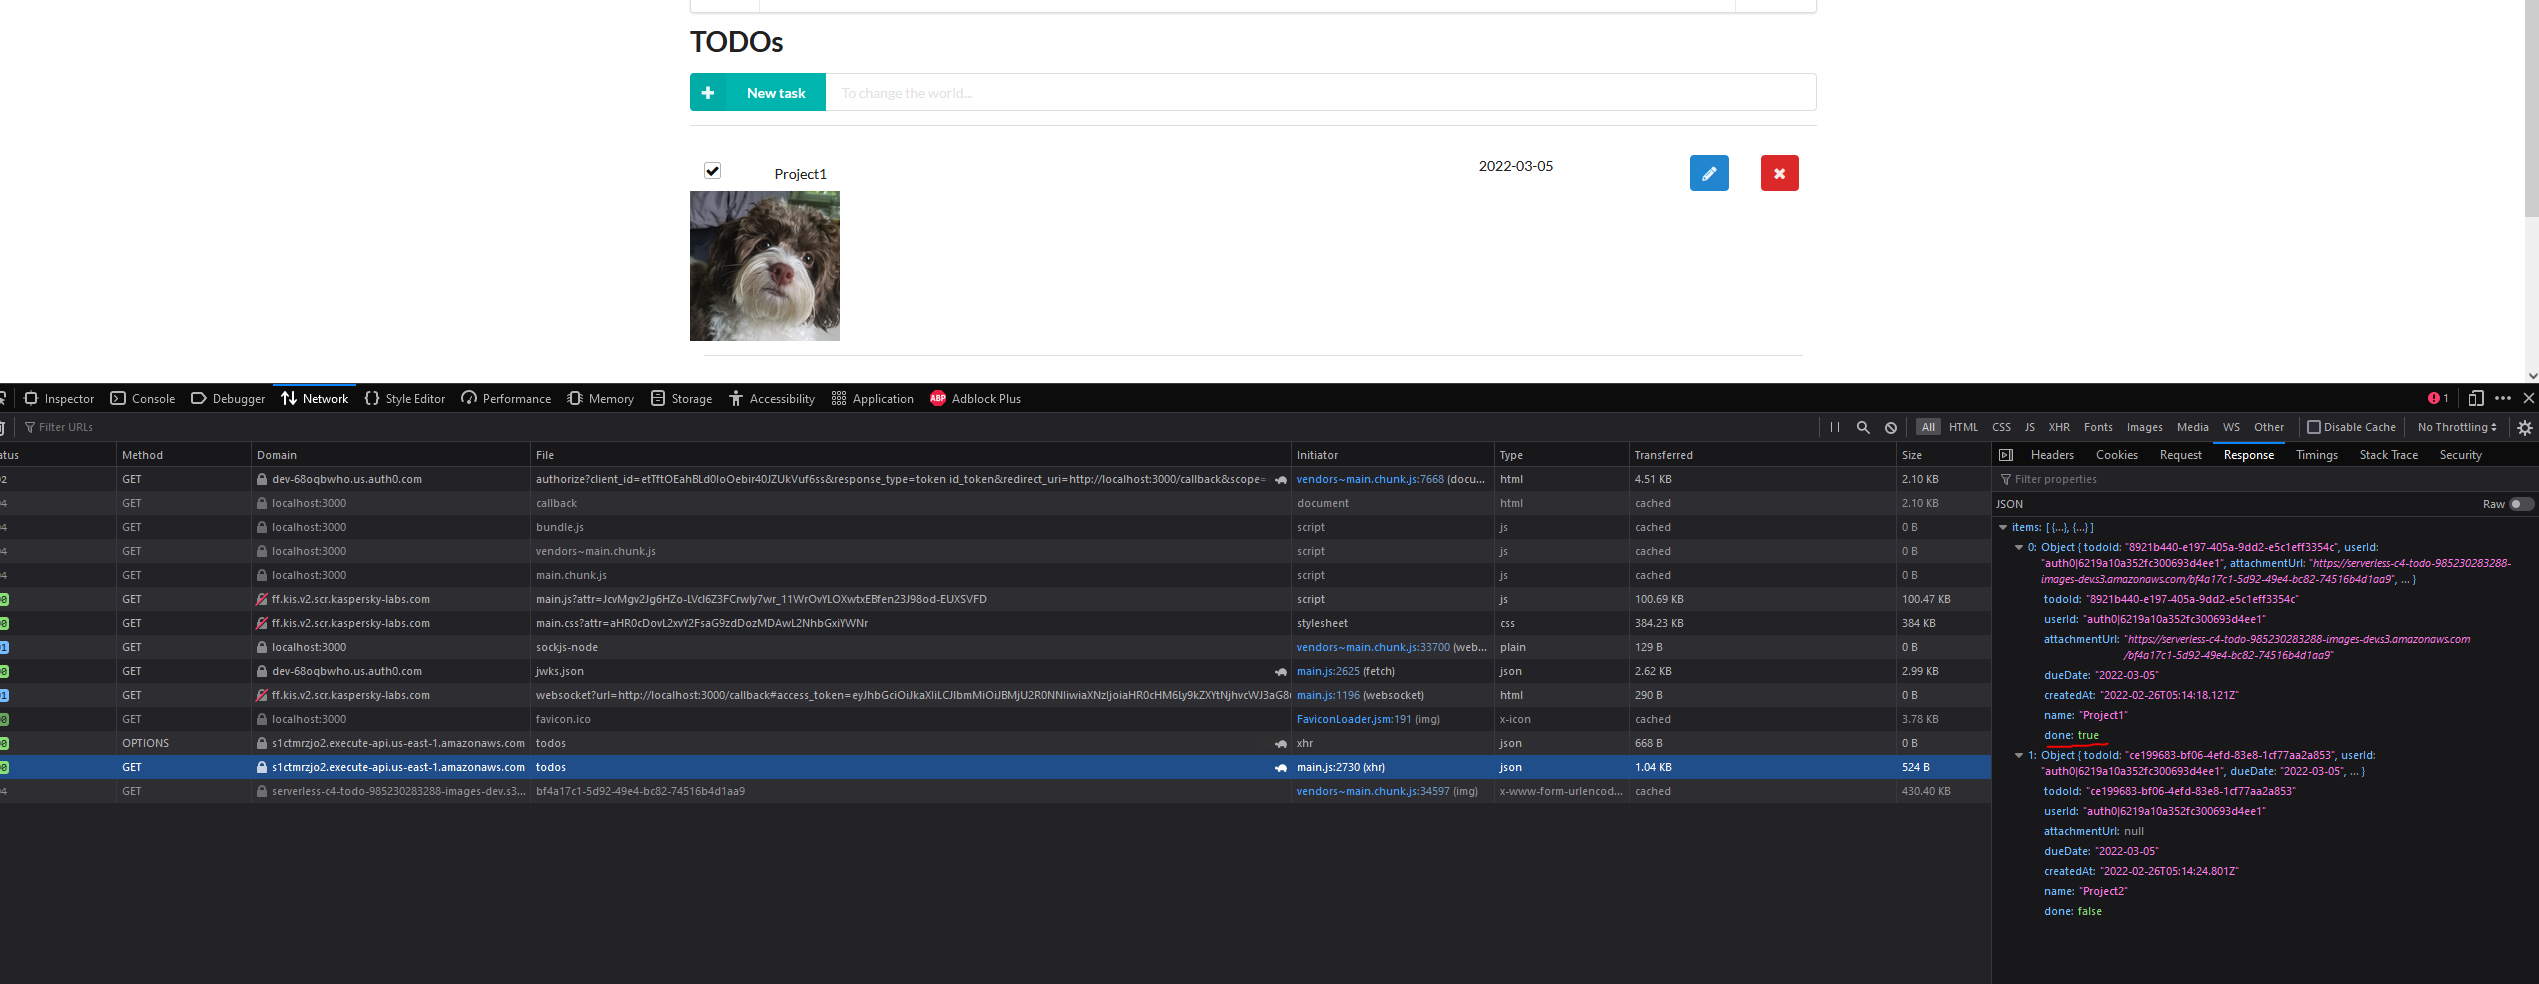 TODOs
New task To change the world...
Project1 2022-03-05
Inspector Console Debugger Network Style Editor Performance Memory Storage Accessibility Application ABP Adblock Plus 1
Filter URLs All HTML CSS JS XHR Fonts Images Media WS Other Disable Cache No Throttling
atus Method Domain File Initiator Type Transferred Size
02 GET dev-68oqbwho.us.auth0.com authorize?client_id=etTftOEahBLd0loOebir40JZUkVuf6ss&response_type=token id_token&redirect_uri=http://localhost:3000/callback&scope= vendors~main.chunk.js:7668 (docu... html 4.51 KB 2.10 KB
04 GET localhost:3000 callback document html cached 2.10 KB
04 GET localhost:3000 bundle.js script js cached 0 B
04 GET localhost:3000 vendors~main.chunk.js script js cached 0 B
04 GET localhost:3000 main.chunk.js script js cached 0 B
00 GET ff.kis.v2.scr.kaspersky-labs.com main.js?attr=JcvMgv2Jg6HZo-LVcI6Z3FCrwIy7wr_11WrOvYLOXwtxEBfen23J98od-EUXSVFD script js 100.69 KB 100.47 KB
00 GET ff.kis.v2.scr.kaspersky-labs.com main.css?attr=aHR0cDovL2xvY2FsaG9zdDozMDAwL2NhbGxiYWNr stylesheet css 384.23 KB 384 KB
01 GET localhost:3000 sockjs-node vendors~main.chunk.js:33700 (web... plain 129 B 0 B
00 GET dev-68oqbwho.us.auth0.com jwks.json main.js:2625 (fetch) json 2.62 KB 2.99 KB
01 GET ff.kis.v2.scr.kaspersky-labs.com websocket?url=http://localhost:3000/callback#access_token=eyJhbGciOiJkaXIiLCJlbmMiOiJBMjU2R0NNIiwiaXNzIjoiaHR0cHM6Ly9kZXYtNjhvcWJ3aG8 main.js:1196 (websocket) html 290 B 0 B
00 GET localhost:3000 favicon.ico FaviconLoader.jsm:191 (img) x-icon cached 3.78 KB
00 OPTIONS s1ctmrzjo2.execute-api.us-east-1.amazonaws.com todos xhr json 668 B 0 B
00 GET s1ctmrzjo2.execute-api.us-east-1.amazonaws.com todos main.js:2730 (xhr) json 1.04 KB 524 B
04 GET serverless-c4-todo-985230283288-images-dev.s3... bf4a17c1-5d92-49e4-bc82-74516b4d1aa9 vendors~main.chunk.js:34597 (img) x-www-form-urlencod... cached 430.40 KB
Headers Cookies Request Response Timings Stack Trace Security
Filter properties
JSON Raw
items: [ {...}, {...} ]
0: Object { todoId: "8921b440-e197-405a-9dd2-e5c1eff3354c", userId:
"auth0|6219a10a352fc300693d4ee1", attachmentUrl: "https://serverless-c4-todo-985230283288-
images-dev.s3.amazonaws.com/bf4a17c1-5d92-49e4-bc82-74516b4d1aa9", ... }
todoId: "8921b440-e197-405a-9dd2-e5c1eff3354c"
userId: "auth0|6219a10a352fc300693d4ee1"
attachmentUrl: "https://serverless-c4-todo-985230283288-images-dev.s3.amazonaws.com
/bf4a17c1-5d92-49e4-bc82-74516b4d1aa9"
dueDate: "2022-03-05"
createdAt: "2022-02-26T05:14:18.121Z"
name: "Project1"
done: true
1: Object { todoId: "ce199683-bf06-4efd-83e8-1cf77aa2a853", userId:
"auth0|6219a10a352fc300693d4ee1", dueDate: "2022-03-05", ... }
todoId: "ce199683-bf06-4efd-83e8-1cf77aa2a853"
userId: "auth0|6219a10a352fc300693d4ee1"
attachmentUrl: null
dueDate: "2022-03-05"
createdAt: "2022-02-26T05:14:24.801Z"
name: "Project2"
done: false